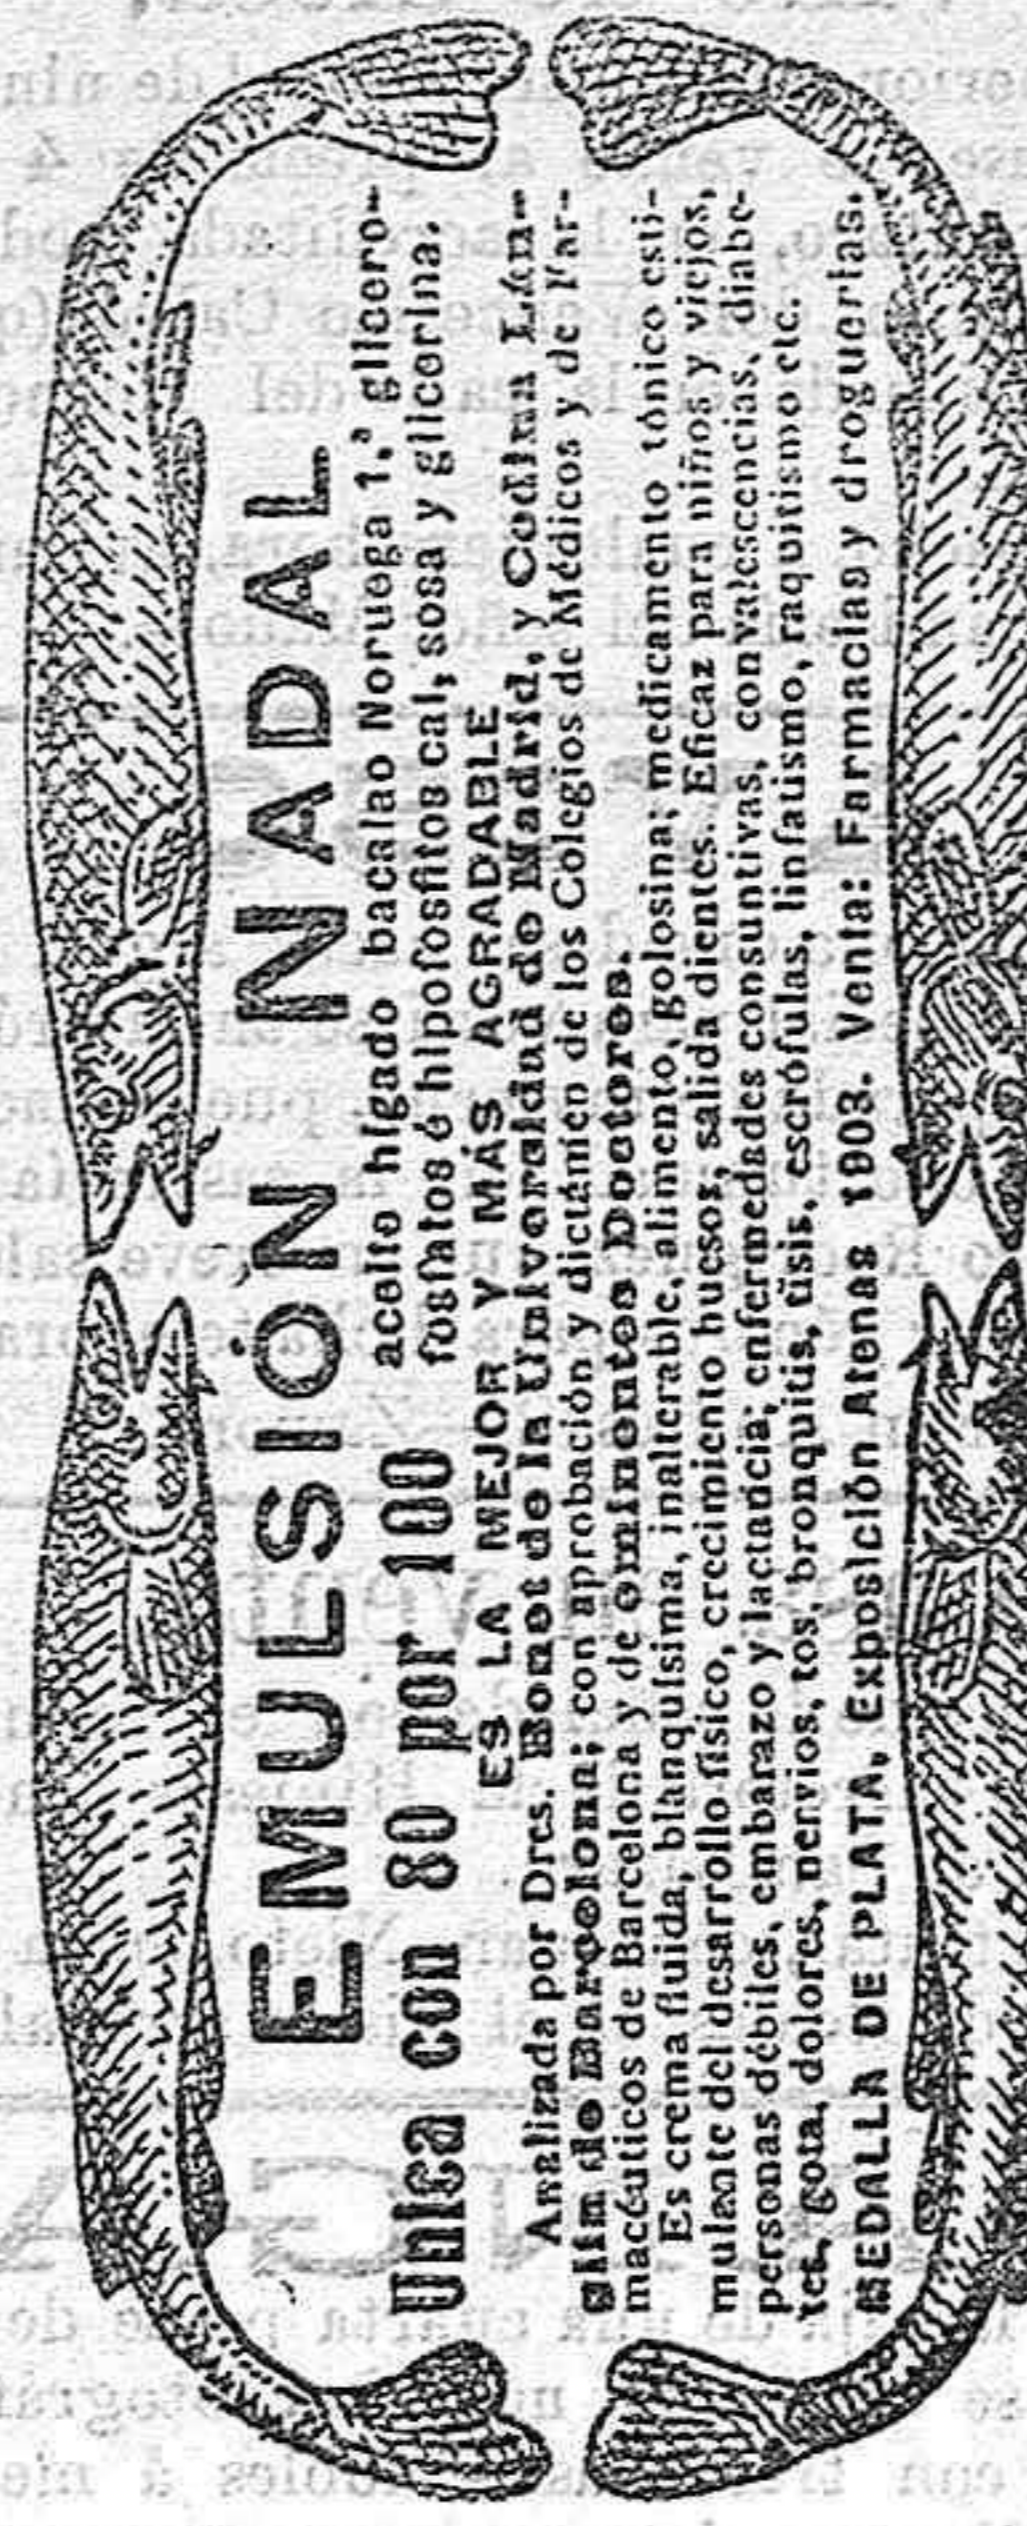 EMULSIÓN NADAL
Unica con 80 por 100 aceite hígado bacalao Noruega 1.ª glicero-
fosfatos é hipofosfitos cal, sosa y glicerina.
ES LA MEJOR Y MÁS AGRADABLE
Analizada por Dres. Bonet de la Universidad de Madrid, y Codina Län-
glin de Barcelona; con aprobación y dictámen de los Colegios de Médicos y de Far-
macéuticos de Barcelona y de eminentes Doctores.
Es crema fluida, blanquísima, inalterable, alimento, golosina; medicamento tónico esti-
mulante del desarrollo físico, crecimiento huesos, salida dientes. Eficaz para niños y viejos,
personas débiles, embarazo y lactancia; enfermedades consuntivas, convalescencias, diabe-
tes, gota, dolores, nervios, tos, bronquitis, tisis, escrófulas, linfatismo, raquitismo etc.
MEDALLA DE PLATA, Exposición Atenas 1903. Venta: Farmacias y droguerías.